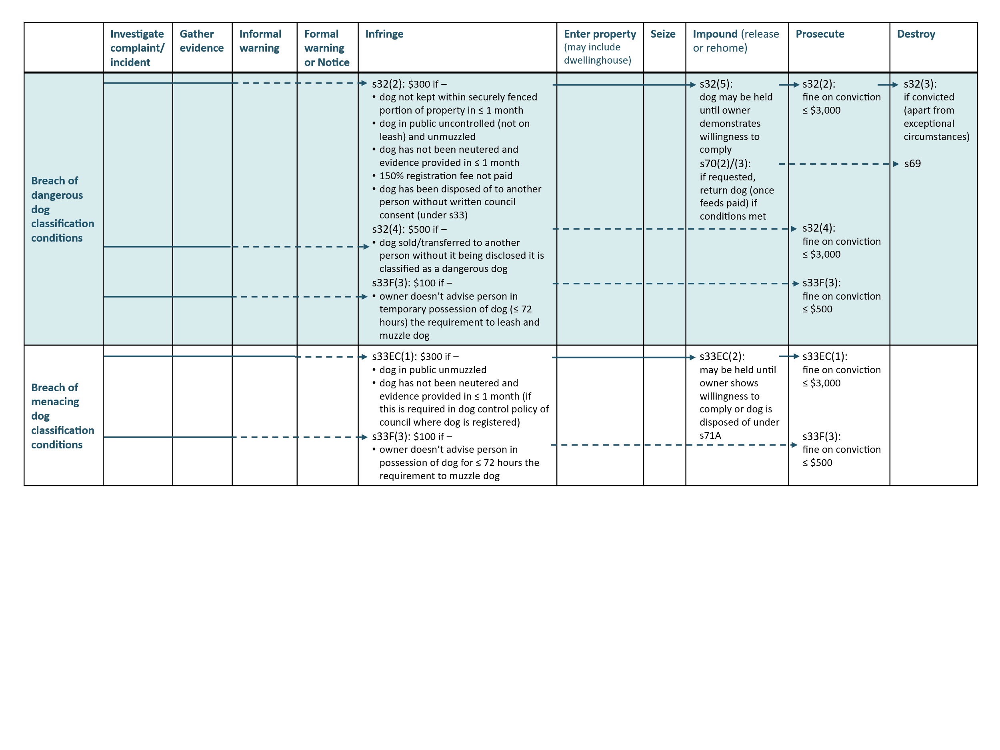 Investigate
complaint/
incident
Gather
evidence
Informal
warning
Formal
warning
or Notice
Infringe
Enter property
(may include
dwellinghouse)
Seize
Impound (release
or rehome)
Prosecute
Destroy
Breach of
dangerous
dog
classification
conditions
s32(2): $300 if –
• dog not kept within securely fenced
portion of property in ≤ 1 month
• dog in public uncontrolled (not on
leash) and unmuzzled
• dog has not been neutered and
evidence provided in ≤ 1 month
• 150% registration fee not paid
• dog has been disposed of to another
person without written council
consent (under s33)
s32(4): $500 if –
• dog sold/transferred to another
person without it being disclosed it is
classified as a dangerous dog
s33F(3): $100 if –
• owner doesn’t advise person in
temporary possession of dog (≤ 72
hours) the requirement to leash and
muzzle dog
s32(5):
dog may be held
until owner
demonstrates
willingness to
comply
s70(2)/(3):
if requested,
return dog (once
feeds paid) if
conditions met
s32(2):
fine on conviction
≤ $3,000
s32(4):
fine on conviction
≤ $3,000
s33F(3):
fine on conviction
≤ $500
s32(3):
if convicted
(apart from
exceptional
circumstances)
s69
Breach of
menacing
dog
classification
conditions
s33EC(1): $300 if –
• dog in public unmuzzled
• dog has not been neutered and
evidence provided in ≤ 1 month (if
this is required in dog control policy of
council where dog is registered)
s33F(3): $100 if –
• owner doesn’t advise person in
possession of dog for ≤ 72 hours the
requirement to muzzle dog
s33EC(2):
may be held until
owner shows
willingness to
comply or dog is
disposed of under
s71A
s33EC(1):
fine on conviction
≤ $3,000
s33F(3):
fine on conviction
≤ $500